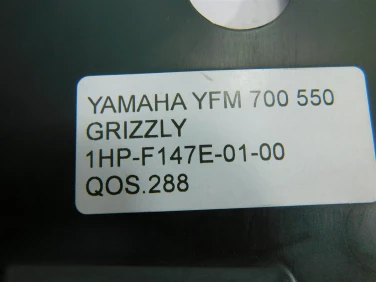 YAMAHA YFM 700 550
GRIZZLY
1HP-F147E-01-00
QOS.288